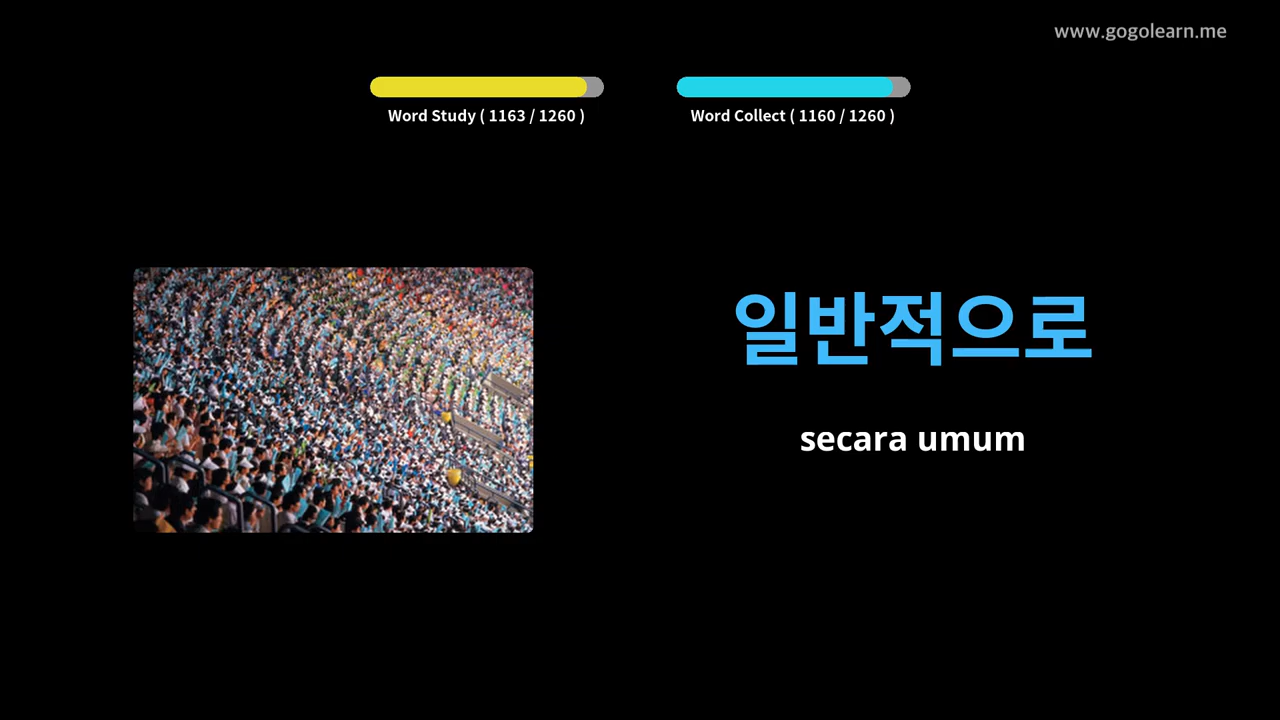 www.gogolearn.me
Word Study ( 1163 / 1260 )
Word Collect ( 1160 / 1260 )
일반적으로
secara umum